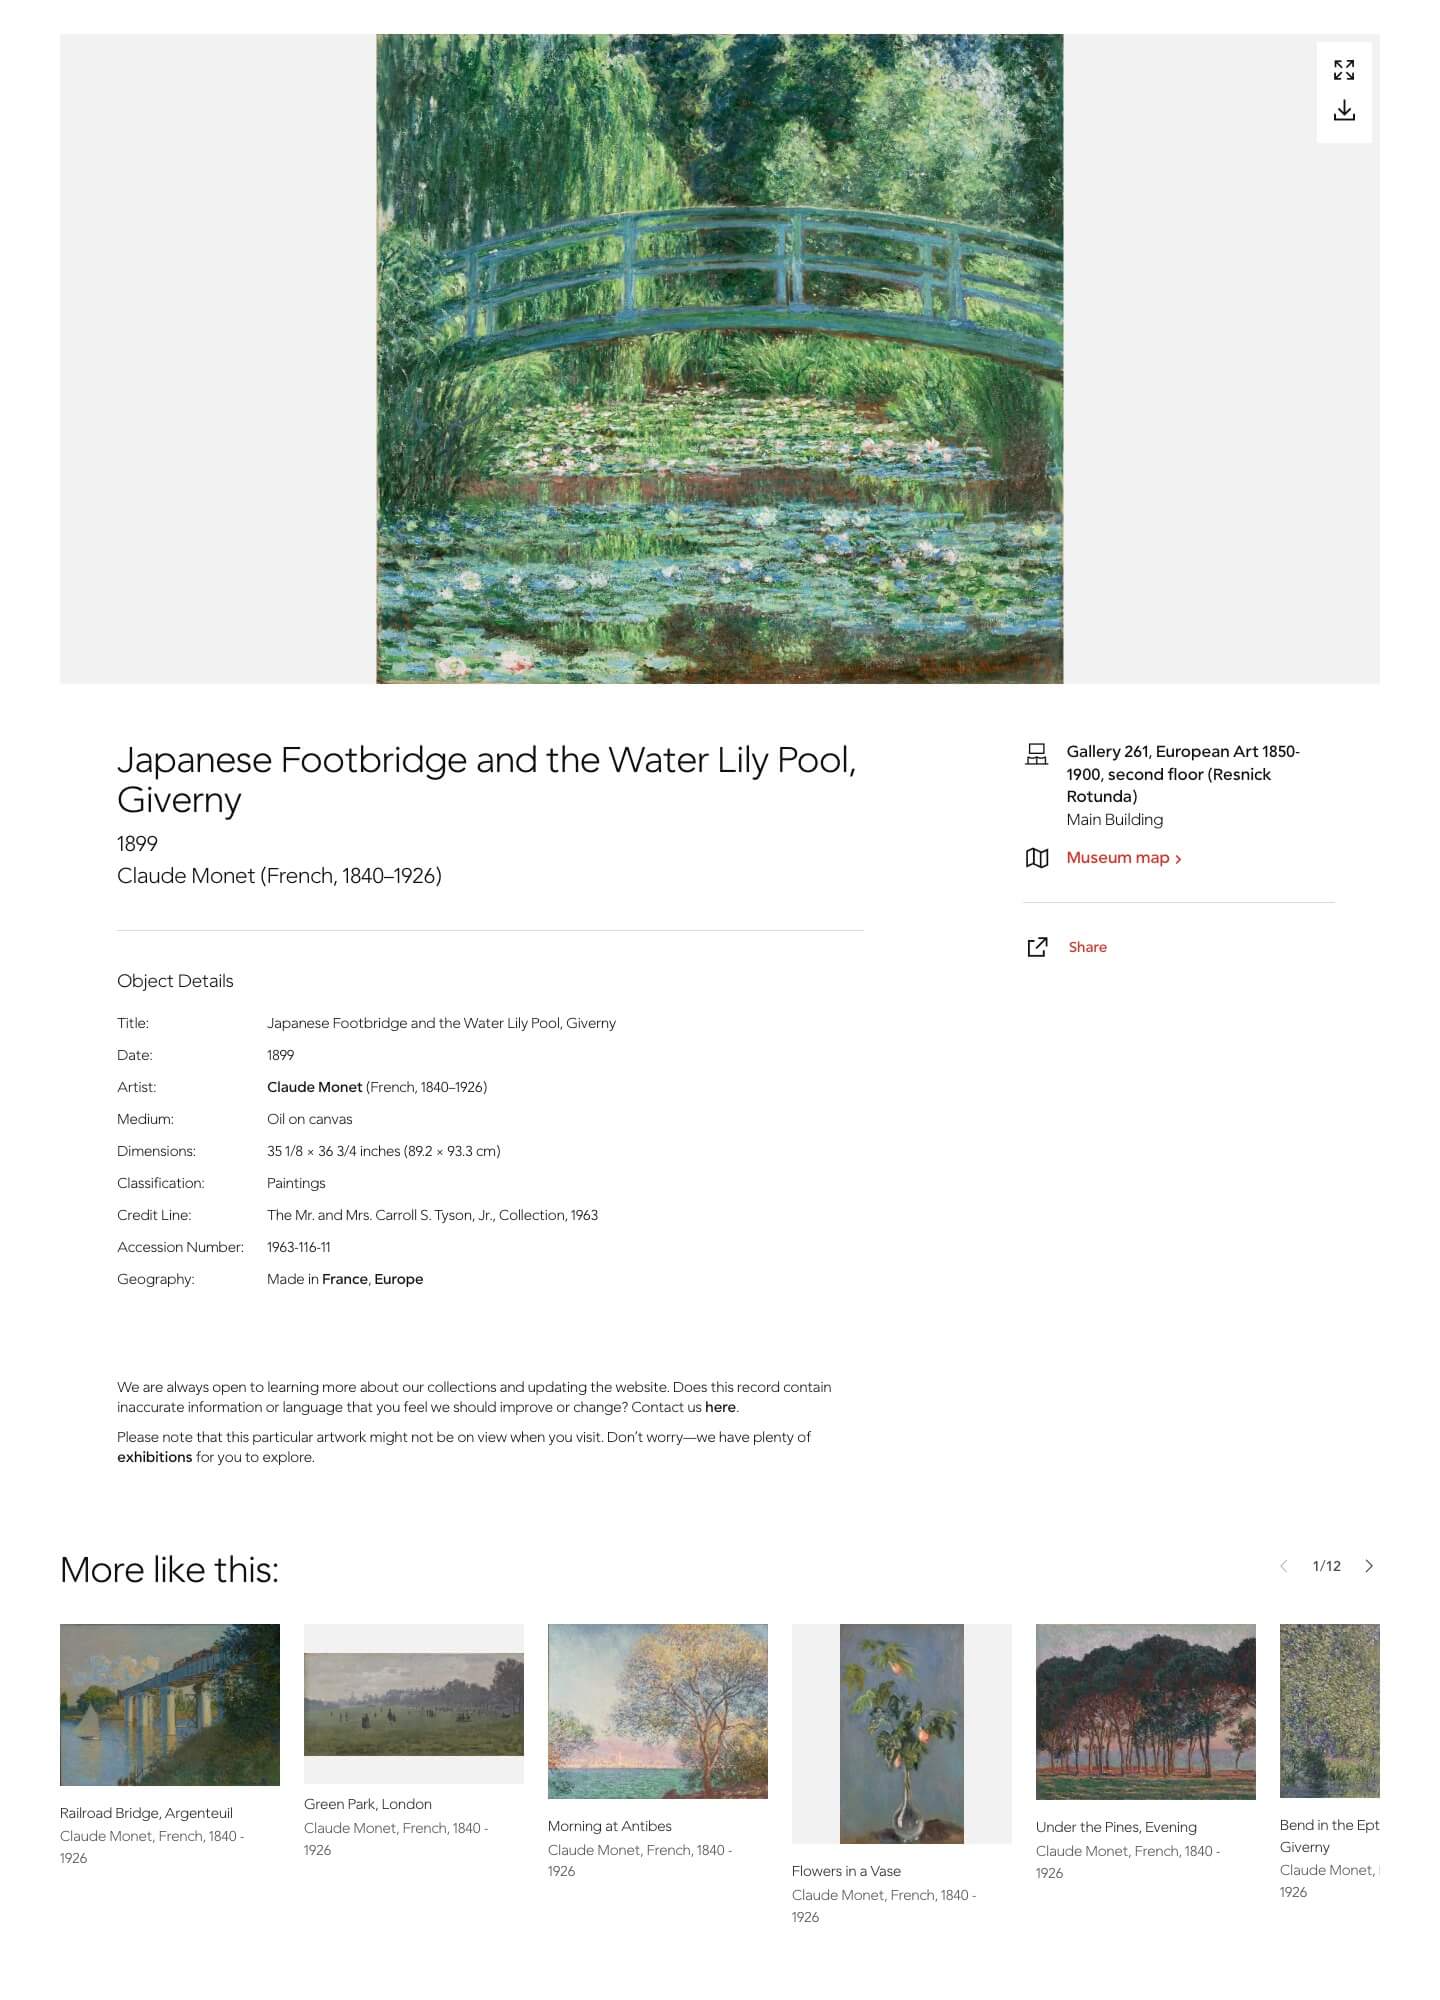 Japanese Footbridge and the Water Lily Pool,
Giverny
1899
Claude Monet (French, 1840–1926)
Gallery 261, European Art 1850-
1900, second floor (Resnick
Rotunda)
Main Building
Museum map ›
Share
Object Details
Title: Japanese Footbridge and the Water Lily Pool, Giverny
Date: 1899
Artist: Claude Monet (French, 1840–1926)
Medium: Oil on canvas
Dimensions: 35 1/8 × 36 3/4 inches (89.2 × 93.3 cm)
Classification: Paintings
Credit Line: The Mr. and Mrs. Carroll S. Tyson, Jr., Collection, 1963
Accession Number: 1963-116-11
Geography: Made in France, Europe
We are always open to learning more about our collections and updating the website. Does this record contain
inaccurate information or language that you feel we should improve or change? Contact us here.
Please note that this particular artwork might not be on view when you visit. Don’t worry—we have plenty of
exhibitions for you to explore.
More like this:
1/12
Railroad Bridge, Argenteuil
Claude Monet, French, 1840 -
1926
Green Park, London
Claude Monet, French, 1840 -
1926
Morning at Antibes
Claude Monet, French, 1840 -
1926
Flowers in a Vase
Claude Monet, French, 1840 -
1926
Under the Pines, Evening
Claude Monet, French, 1840 -
1926
Bend in the Ept
Giverny
Claude Monet,
1926